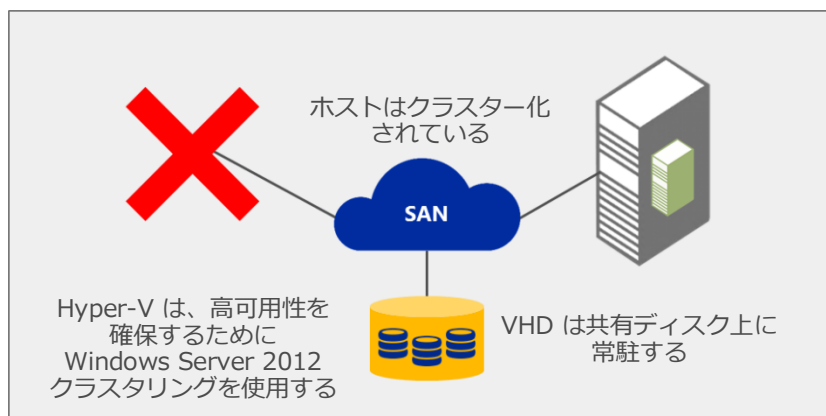 ホストはクラスター化
されている
SAN
Hyper-V は、高可用性を
確保するために
Windows Server 2012
クラスタリングを使用する
VHD は共有ディスク上に
常駐する